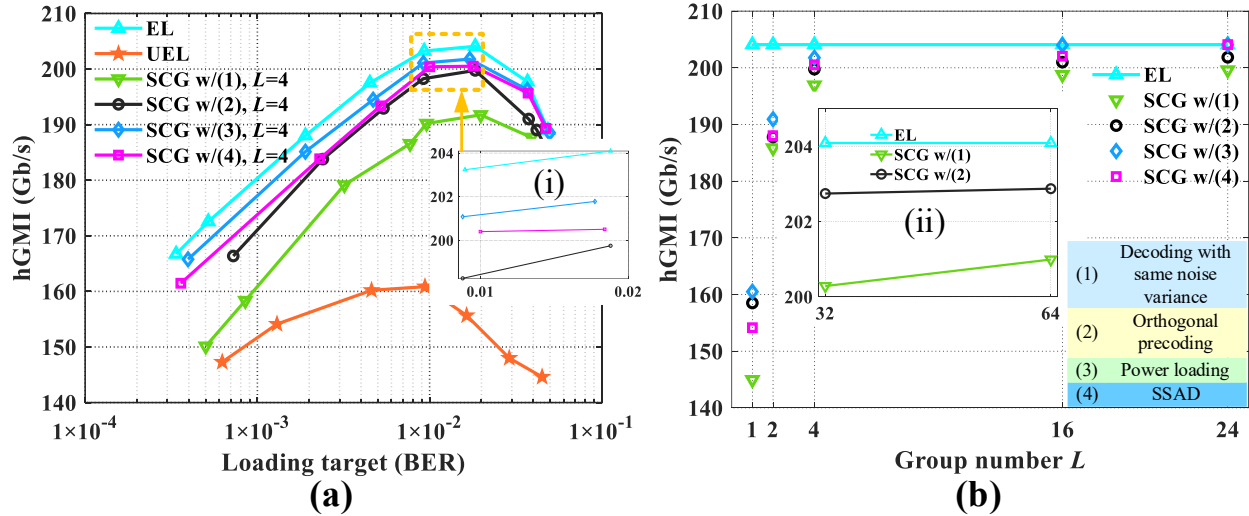 hGMI (Gb/s)
210
200
190
180
170
160
150
140
EL
UEL
SCG w/(1), L=4
SCG w/(2), L=4
SCG w/(3), L=4
SCG w/(4), L=4
204
202
200
(i)
0.01
0.02
1×10⁻⁴
1×10⁻³
1×10⁻²
1×10⁻¹
Loading target (BER)
(a)
hGMI (Gb/s)
210
200
190
180
170
160
150
140
EL
SCG w/(1)
SCG w/(2)
SCG w/(3)
SCG w/(4)
204
202
200
EL
SCG w/(1)
SCG w/(2)
(ii)
32
64
(1) Decoding with
same noise
variance
(2) Orthogonal
precoding
(3) Power loading
(4) SSAD
1 2 4 16 24
Group number L
(b)